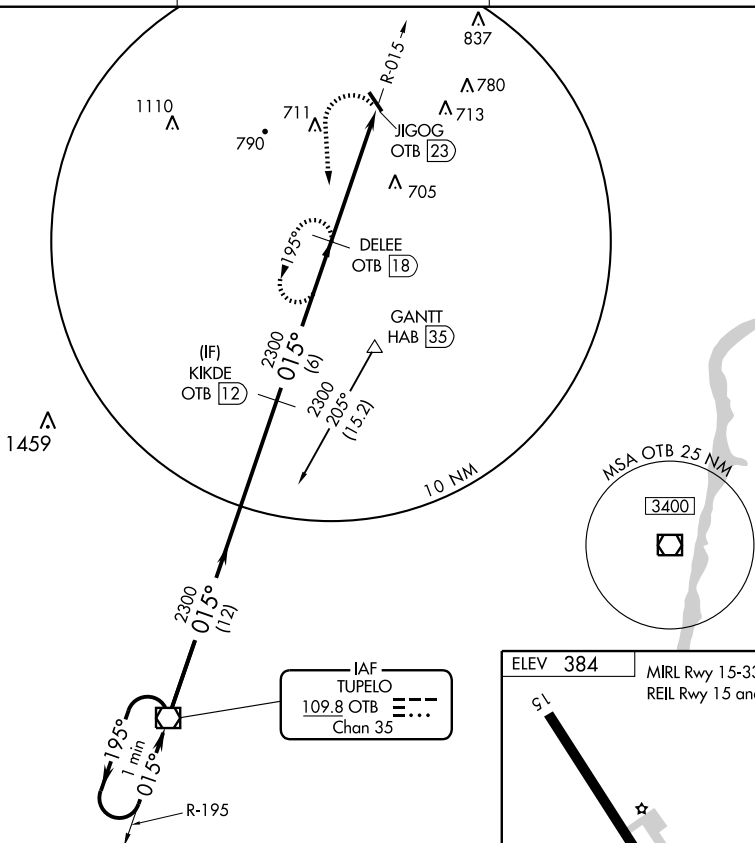 837
R-015
780
713
1110
790
711
JIGOG
OTB 23
705
195°
DELEE
OTB 18
GANTT
HAB 35
2300
015°
(6)
(IF)
KIKDE
OTB 12
2300
205°
(15.2)
1459
10 NM
MSA OTB 25 NM
3400
2300
015°
(12)
IAF
TUPELO
109.8 OTB
Chan 35
195°
1 min
015°
R-195
ELEV 384
MIRL Rwy 15-33
REIL Rwy 15 and
15